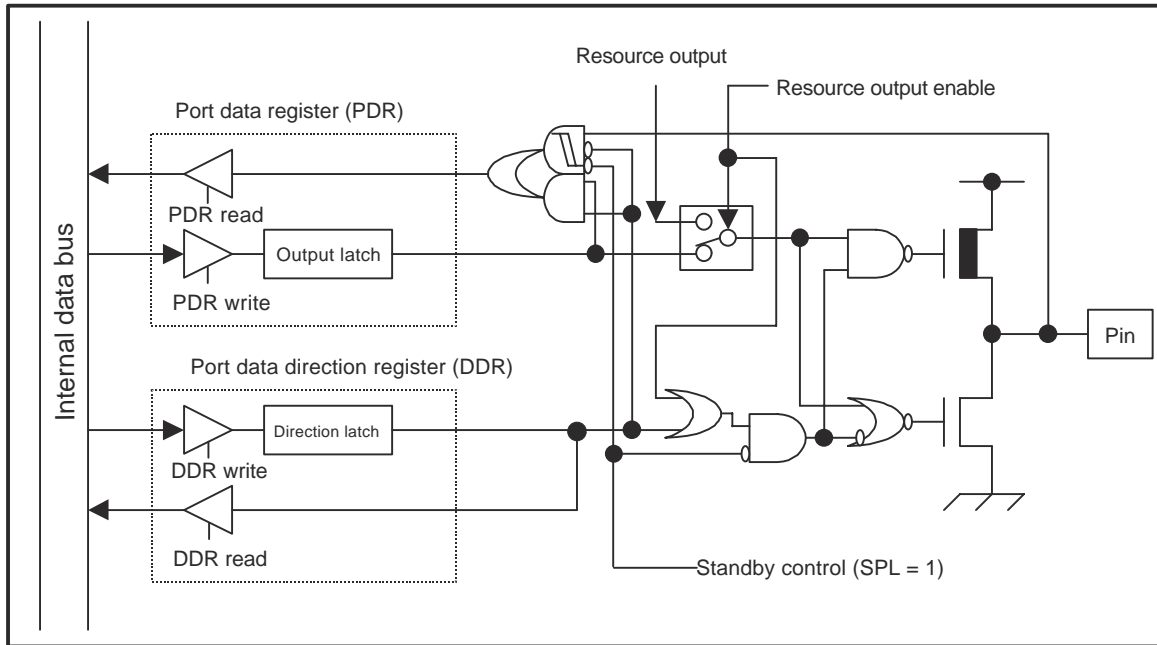 Resource output
Resource output enable
Port data register (PDR)
PDR read
Output latch
PDR write
Internal data bus
Pin
Port data direction register (DDR)
Direction latch
DDR write
DDR read
Standby control (SPL = 1)